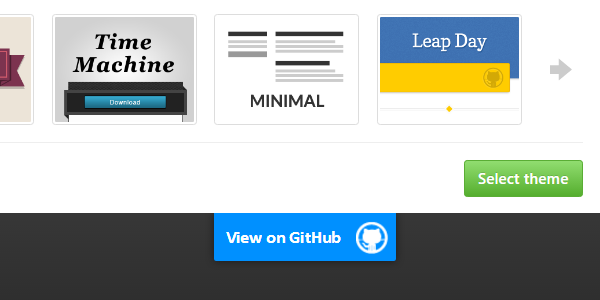 Time
Machine
Download
MINIMAL
Leap Day
Select theme
View on GitHub